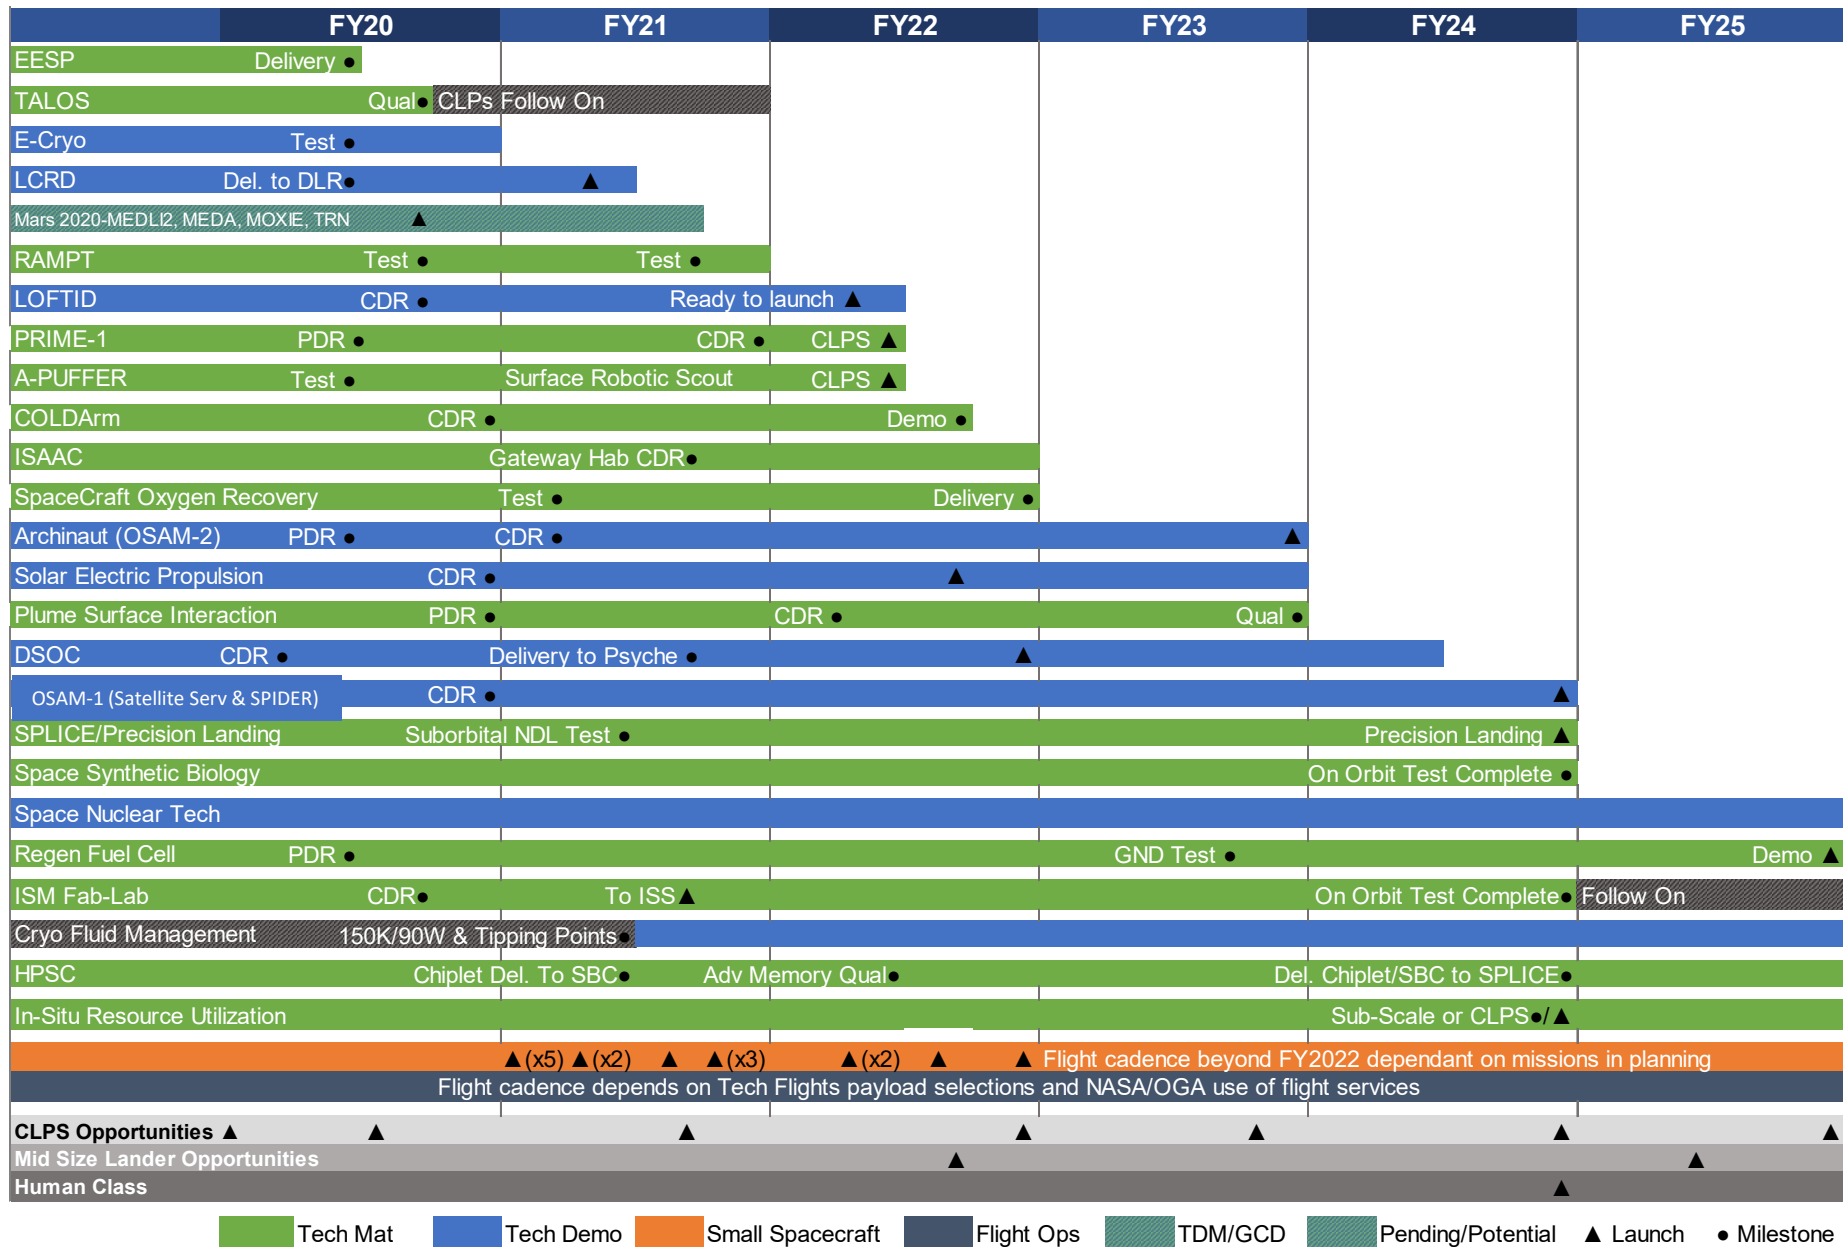 FY20 FY21 FY22 FY23 FY24 FY25
EESP Delivery ●
TALOS Qual● CLPs Follow On
E-Cryo Test ●
LCRD Del. to DLR● ▲
Mars 2020-MEDLI2, MEDA, MOXIE, TRN ▲
RAMPT Test ● Test ●
LOFTID CDR ● Ready to launch ▲
PRIME-1 PDR ● CDR ● CLPS ▲
A-PUFFER Test ● Surface Robotic Scout CLPS ▲
COLDArm CDR ● Demo ●
ISAAC Gateway Hab CDR●
SpaceCraft Oxygen Recovery Test ● Delivery ●
Archinaut (OSAM-2) PDR ● CDR ● ▲
Solar Electric Propulsion CDR ● ▲
Plume Surface Interaction PDR ● CDR ● Qual ●
DSOC CDR ● Delivery to Psyche ● ▲
OSAM-1 (Satellite Serv & SPIDER) CDR ● ▲
SPLICE/Precision Landing Suborbital NDL Test ● Precision Landing ▲
Space Synthetic Biology On Orbit Test Complete ●
Space Nuclear Tech
Regen Fuel Cell PDR ● GND Test ● Demo ▲
ISM Fab-Lab CDR● To ISS▲ On Orbit Test Complete● Follow On
Cryo Fluid Management 150K/90W & Tipping Points●
HPSC Chiplet Del. To SBC● Adv Memory Qual● Del. Chiplet/SBC to SPLICE●
In-Situ Resource Utilization Sub-Scale or CLPS●/▲
▲(x5) ▲(x2) ▲ ▲(x3) ▲(x2) ▲ ▲ Flight cadence beyond FY2022 dependant on missions in planning
Flight cadence depends on Tech Flights payload selections and NASA/OGA use of flight services
CLPS Opportunities ▲ ▲ ▲ ▲ ▲ ▲ ▲
Mid Size Lander Opportunities ▲ ▲
Human Class ▲
Tech Mat Tech Demo Small Spacecraft Flight Ops TDM/GCD Pending/Potential ▲ Launch ● Milestone